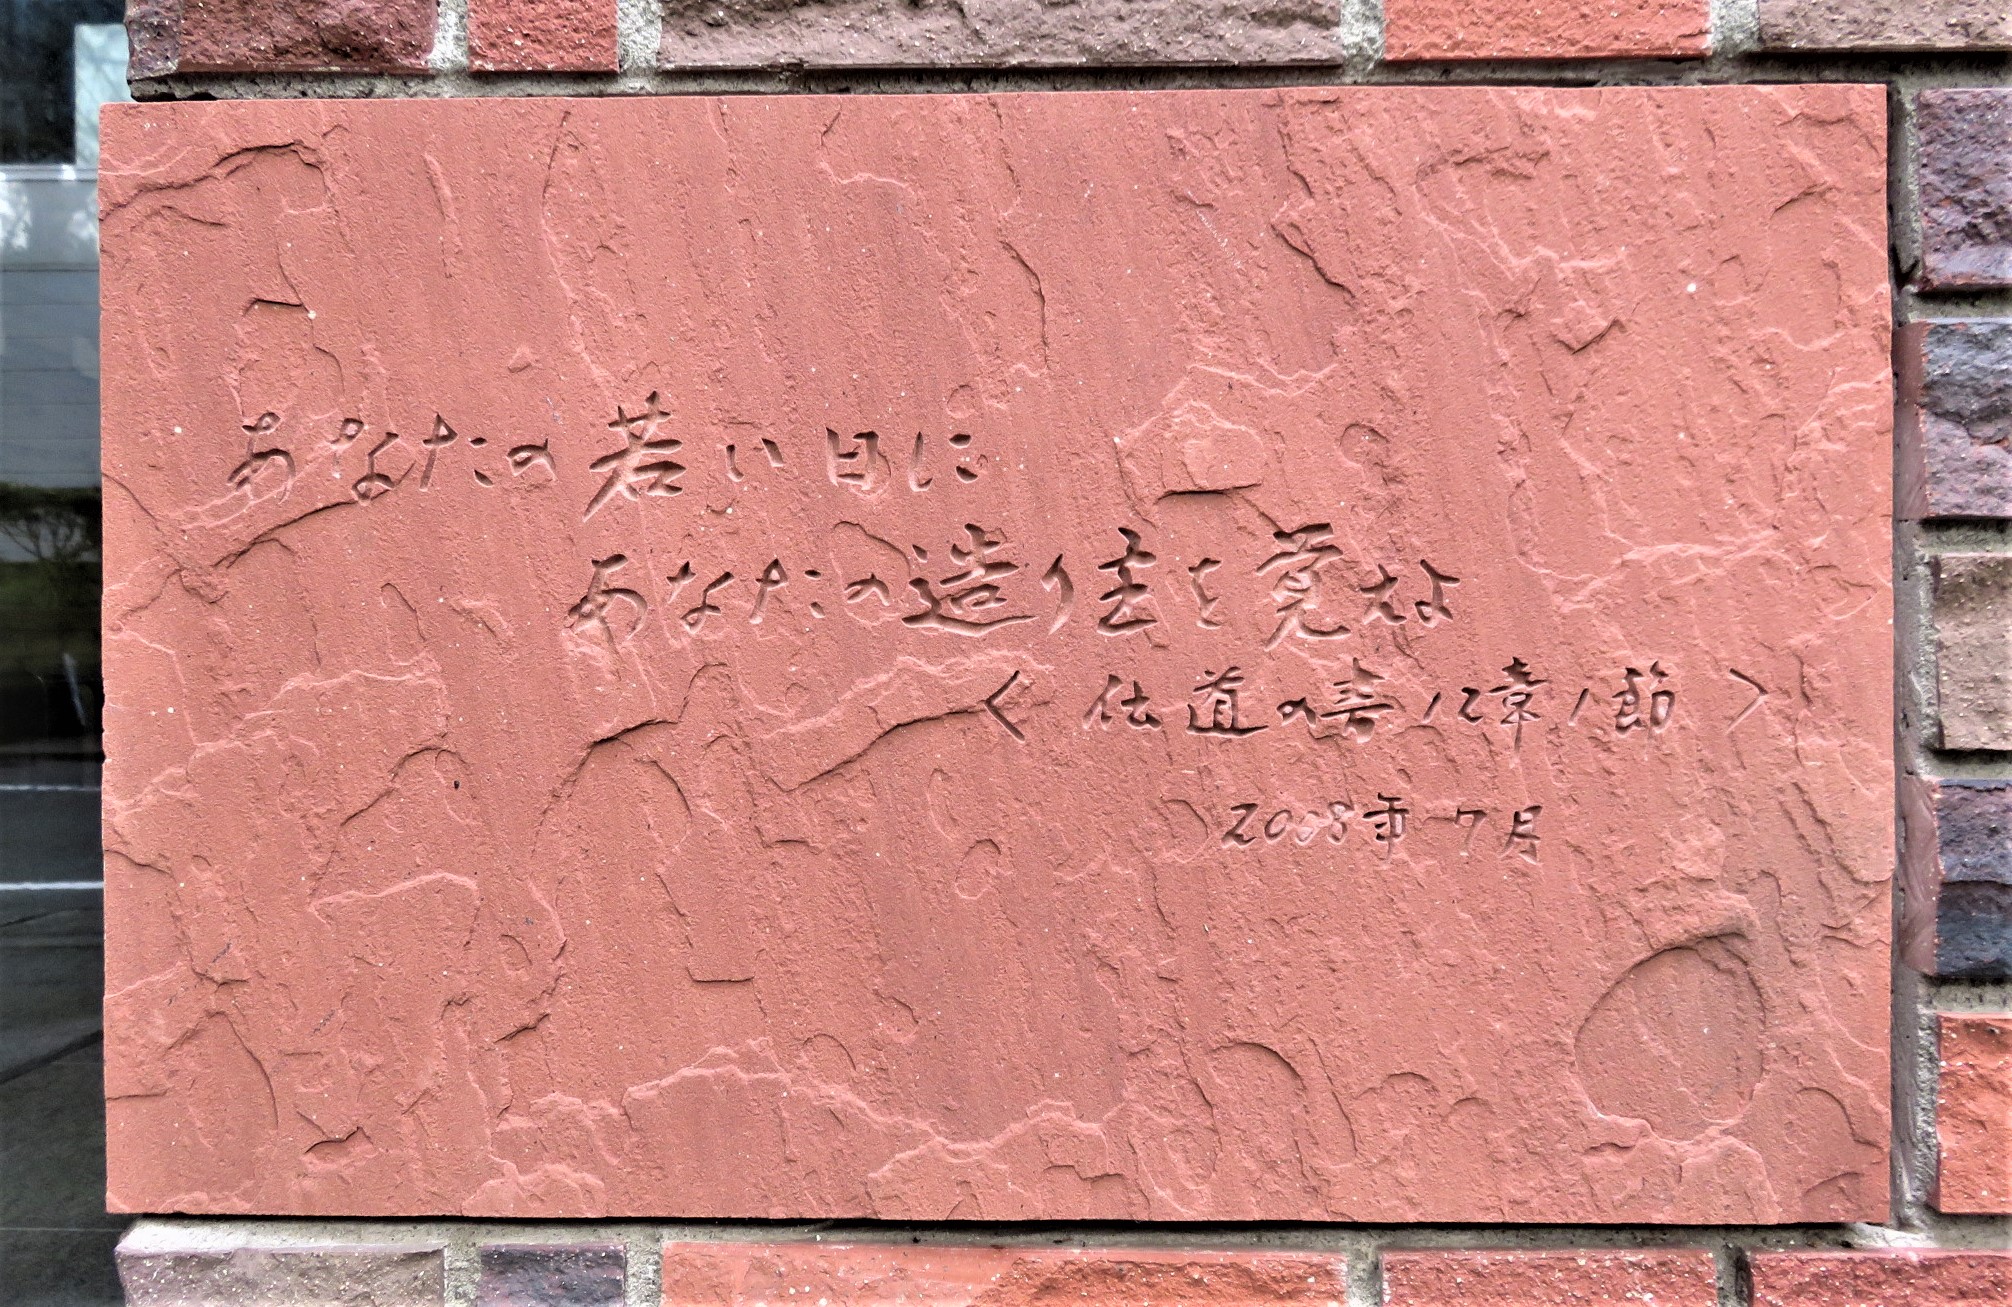 あなたの若い日に
あなたの造り主を覚えよ
〈 伝道の書 12章1節 〉
2008年 7月